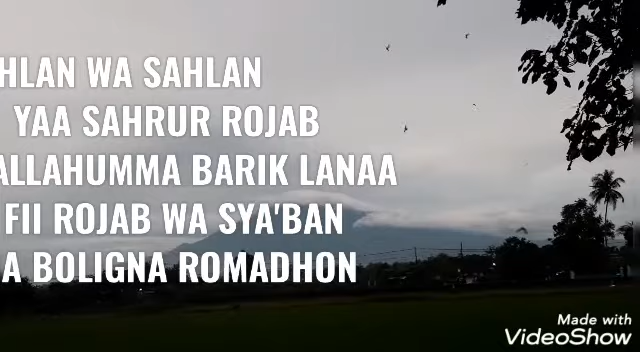 HLAN WA SAHLAN
YAA SAHRUR ROJAB
ALLAHUMMA BARIK LANAA
FII ROJAB WA SYA'BAN
A BOLIGNA ROMADHON
Made with
VideoShow